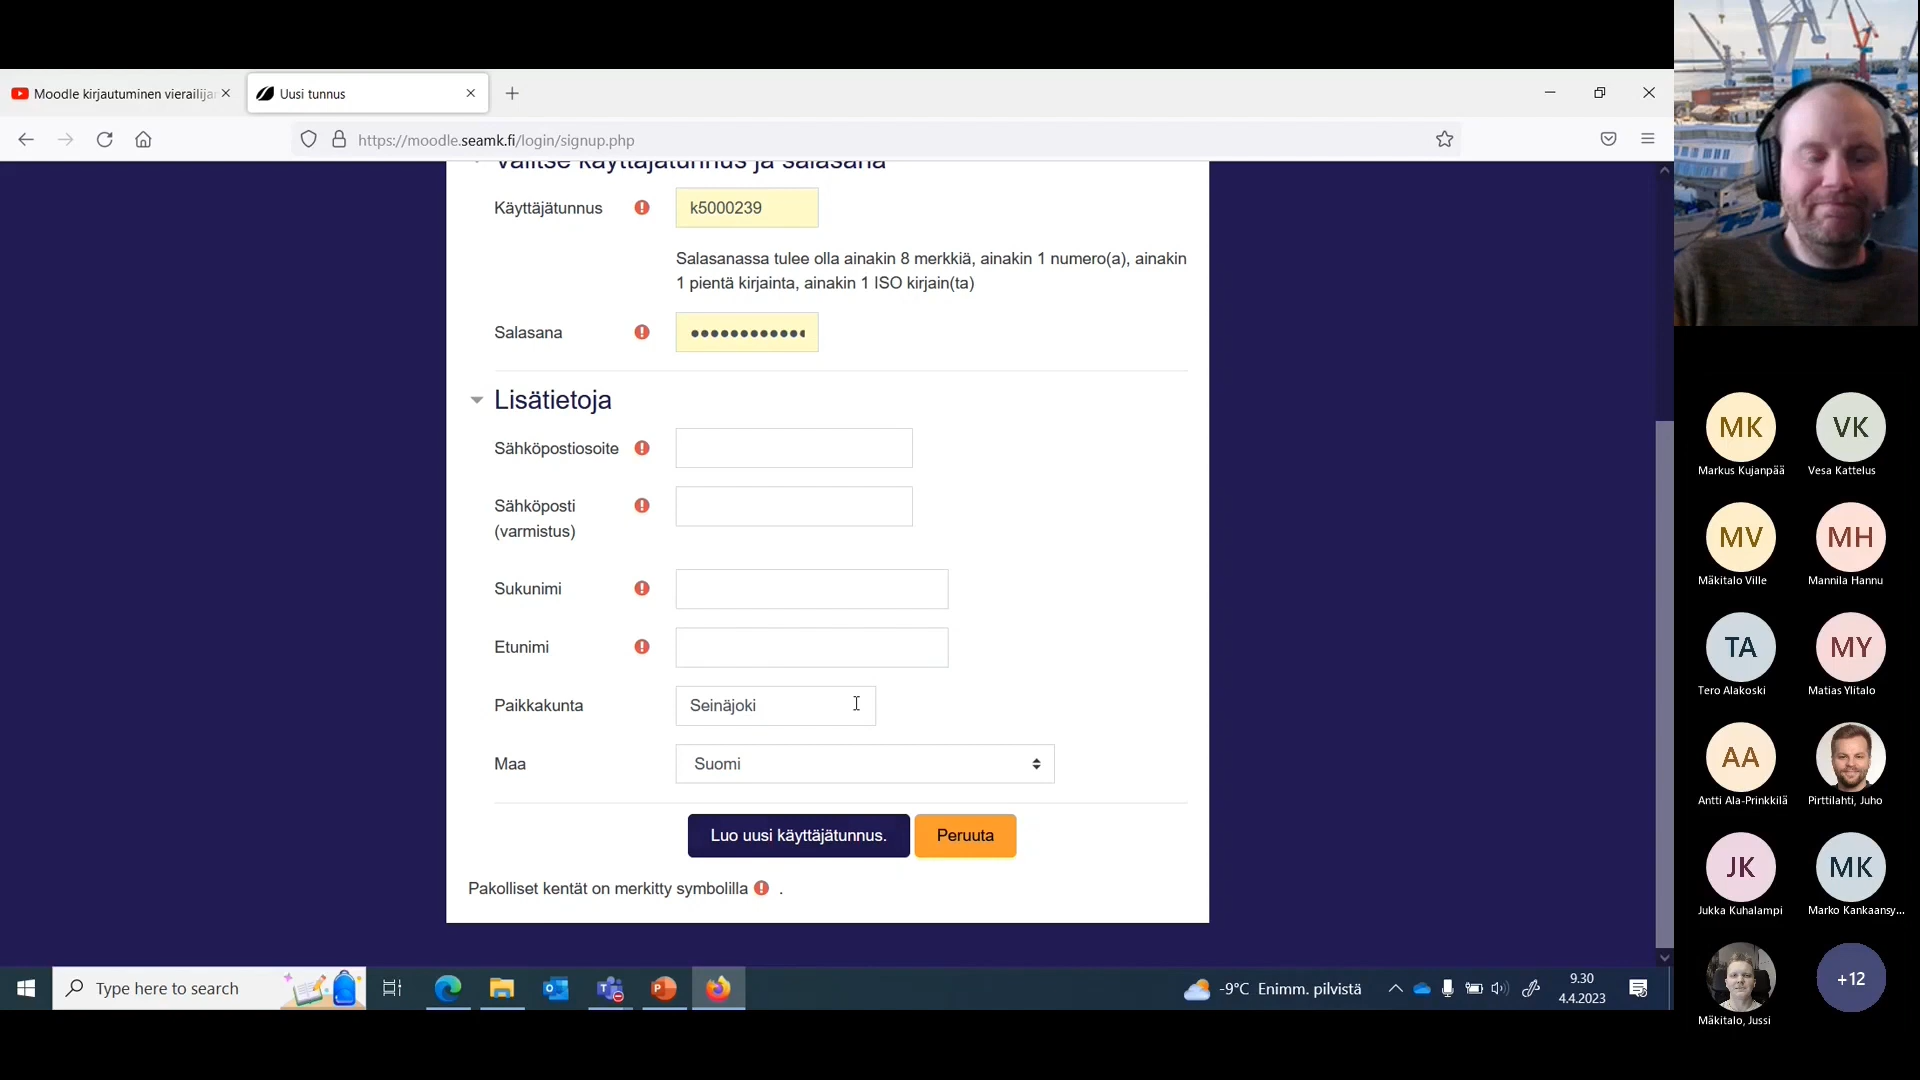 Moodle kirjautuminen vierailija
Uusi tunnus
https://moodle.seamk.fi/login/signup.php
Valitse käyttäjätunnus ja salasana
Käyttäjätunnus
k5000239
Salasanassa tulee olla ainakin 8 merkkiä, ainakin 1 numero(a), ainakin
1 pientä kirjainta, ainakin 1 ISO kirjain(ta)
Salasana
Lisätietoja
Sähköpostiosoite
Sähköposti
(varmistus)
Sukunimi
Etunimi
Paikkakunta
Seinäjoki
Maa
Suomi
Luo uusi käyttäjätunnus.
Peruuta
Pakolliset kentät on merkitty symbolilla .
Type here to search
-9°C Enimm. pilvistä
9.30
4.4.2023
MK
VK
Markus Kujanpää
Vesa Kattelus
MV
MH
Mäkitalo Ville
Mannila Hannu
TA
MY
Tero Alakoski
Matias Ylitalo
AA
Antti Ala-Prinkkilä
Pirttilahti, Juho
JK
MK
Jukka Kuhalampi
Marko Kankaansy...
+12
Mäkitalo, Jussi